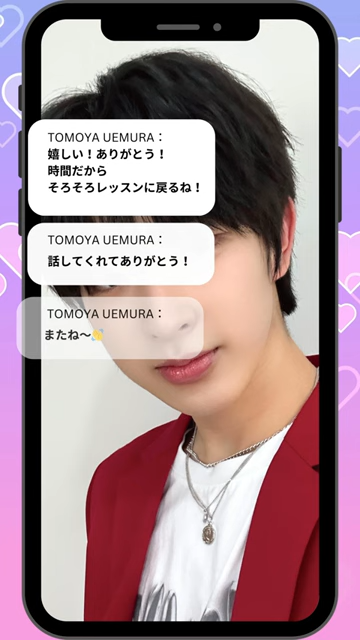 TOMOYA UEMURA：
嬉しい！ありがとう！
時間だから
そろそろレッスンに戻るね！
TOMOYA UEMURA：
話してくれてありがとう！
TOMOYA UEMURA：
またね〜👋